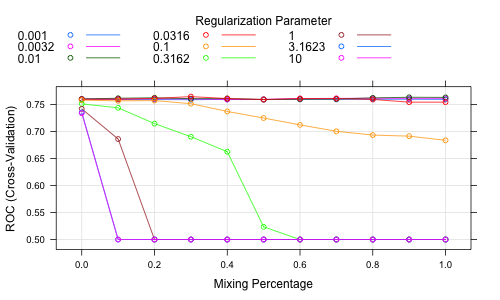 Regularization Parameter
0.001 0.0316 1
0.0032 0.1 3.1623
0.01 0.3162 10
ROC (Cross-Validation)
0.75
0.70
0.65
0.60
0.55
0.50
0.0 0.2 0.4 0.6 0.8 1.0
Mixing Percentage